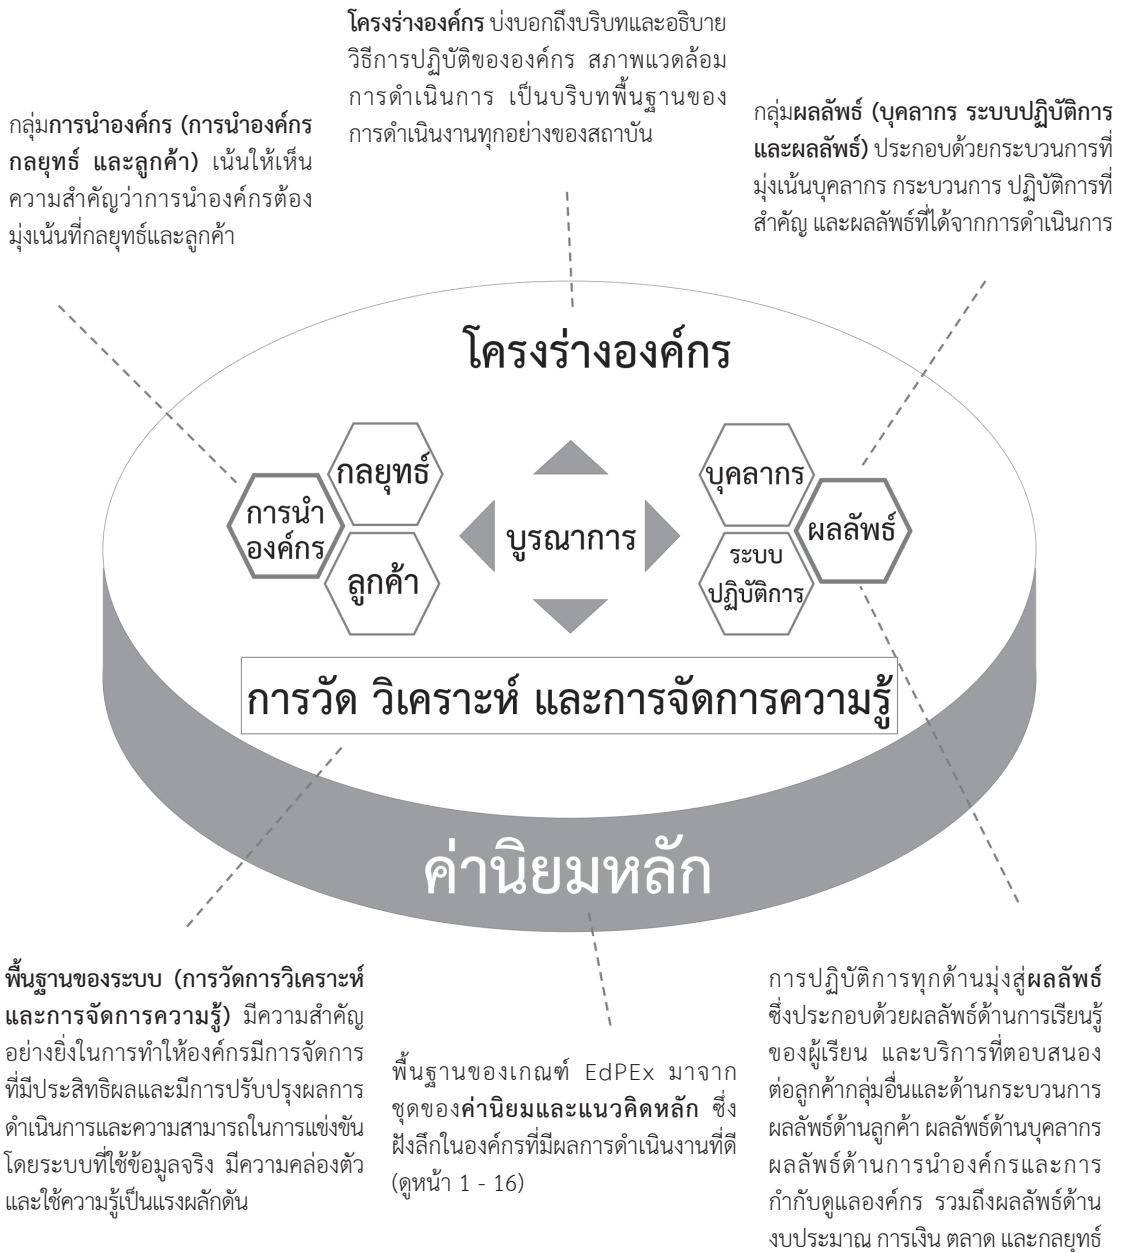 โครงร่างองค์กร บ่งบอกถึงบริบทและอธิบาย
วิธีการปฏิบัติขององค์กร สภาพแวดล้อม
การดำเนินการ เป็นบริบทพื้นฐานของ
การดำเนินงานทุกอย่างของสถาบัน
กลุ่มการนำองค์กร (การนำองค์กร
กลยุทธ์ และลูกค้า) เน้นให้เห็น
ความสำคัญว่าการนำองค์กรต้อง
มุ่งเน้นที่กลยุทธ์และลูกค้า
กลุ่มผลลัพธ์ (บุคลากร ระบบปฏิบัติการ
และผลลัพธ์) ประกอบด้วยกระบวนการที่
มุ่งเน้นบุคลากร กระบวนการ ปฏิบัติการที่
สำคัญ และผลลัพธ์ที่ได้จากการดำเนินการ
โครงร่างองค์กร
กลยุทธ์
การนำ
องค์กร
ลูกค้า
บูรณาการ
บุคลากร
ผลลัพธ์
ระบบ
ปฏิบัติการ
การวัด วิเคราะห์ และการจัดการความรู้
ค่านิยมหลัก
พื้นฐานของระบบ (การวัดการวิเคราะห์
และการจัดการความรู้) มีความสำคัญ
อย่างยิ่งในการทำให้องค์กรมีการจัดการ
ที่มีประสิทธิผลและมีการปรับปรุงผลการ
ดำเนินการและความสามารถในการแข่งขัน
โดยระบบที่ใช้ข้อมูลจริง มีความคล่องตัว
และใช้ความรู้เป็นแรงผลักดัน
พื้นฐานของเกณฑ์ EdPEx มาจาก
ชุดของค่านิยมและแนวคิดหลัก ซึ่ง
ฝังลึกในองค์กรที่มีผลการดำเนินงานที่ดี
(ดูหน้า 1 - 16)
การปฏิบัติการทุกด้านมุ่งสู่ผลลัพธ์
ซึ่งประกอบด้วยผลลัพธ์ด้านการเรียนรู้
ของผู้เรียน และบริการที่ตอบสนอง
ต่อลูกค้ากลุ่มอื่นและด้านกระบวนการ
ผลลัพธ์ด้านลูกค้า ผลลัพธ์ด้านบุคลากร
ผลลัพธ์ด้านการนำองค์กรและการ
กำกับดูแลองค์กร รวมถึงผลลัพธ์ด้าน
งบประมาณ การเงิน ตลาด และกลยุทธ์